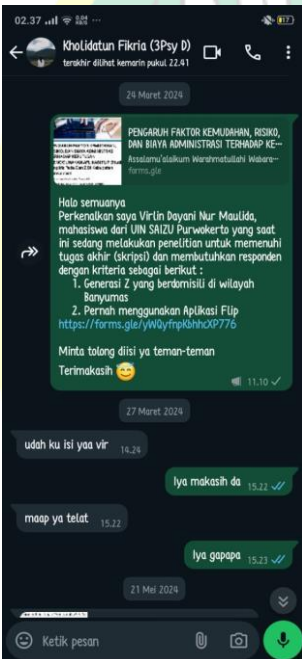 02.37
Kholidatun Fikria (3Psy D)
terakhir dilihat kemarin pukul 22.41
24 Maret 2024
PENGARUH FAKTOR KEMUDAHAN, RISIKO,
DAN BIAYA ADMINISTRASI TERHADAP KE...
Assalamu'alaikum Warahmatullahi Wabara...
forms.gle
Halo semuanya
Perkenalkan saya Virlin Dayani Nur Maulida,
mahasiswa dari UIN SAIZU Purwokerto yang saat
ini sedang melakukan penelitian untuk memenuhi
tugas akhir (skripsi) dan membutuhkan responden
dengan kriteria sebagai berikut :
1. Generasi Z yang berdomisili di wilayah
Banyumas
2. Pernah menggunakan Aplikasi Flip
https://forms.gle/yWQyfnpKbhhcXP776
Minta tolong diisi ya teman-teman
Terimakasih 😇
11.10
27 Maret 2024
udah ku isi yaa vir 14.24
Iya makasih da 15.22
maap ya telat 15.22
Iya gapapa 15.23
21 Mei 2024
Ketik pesan